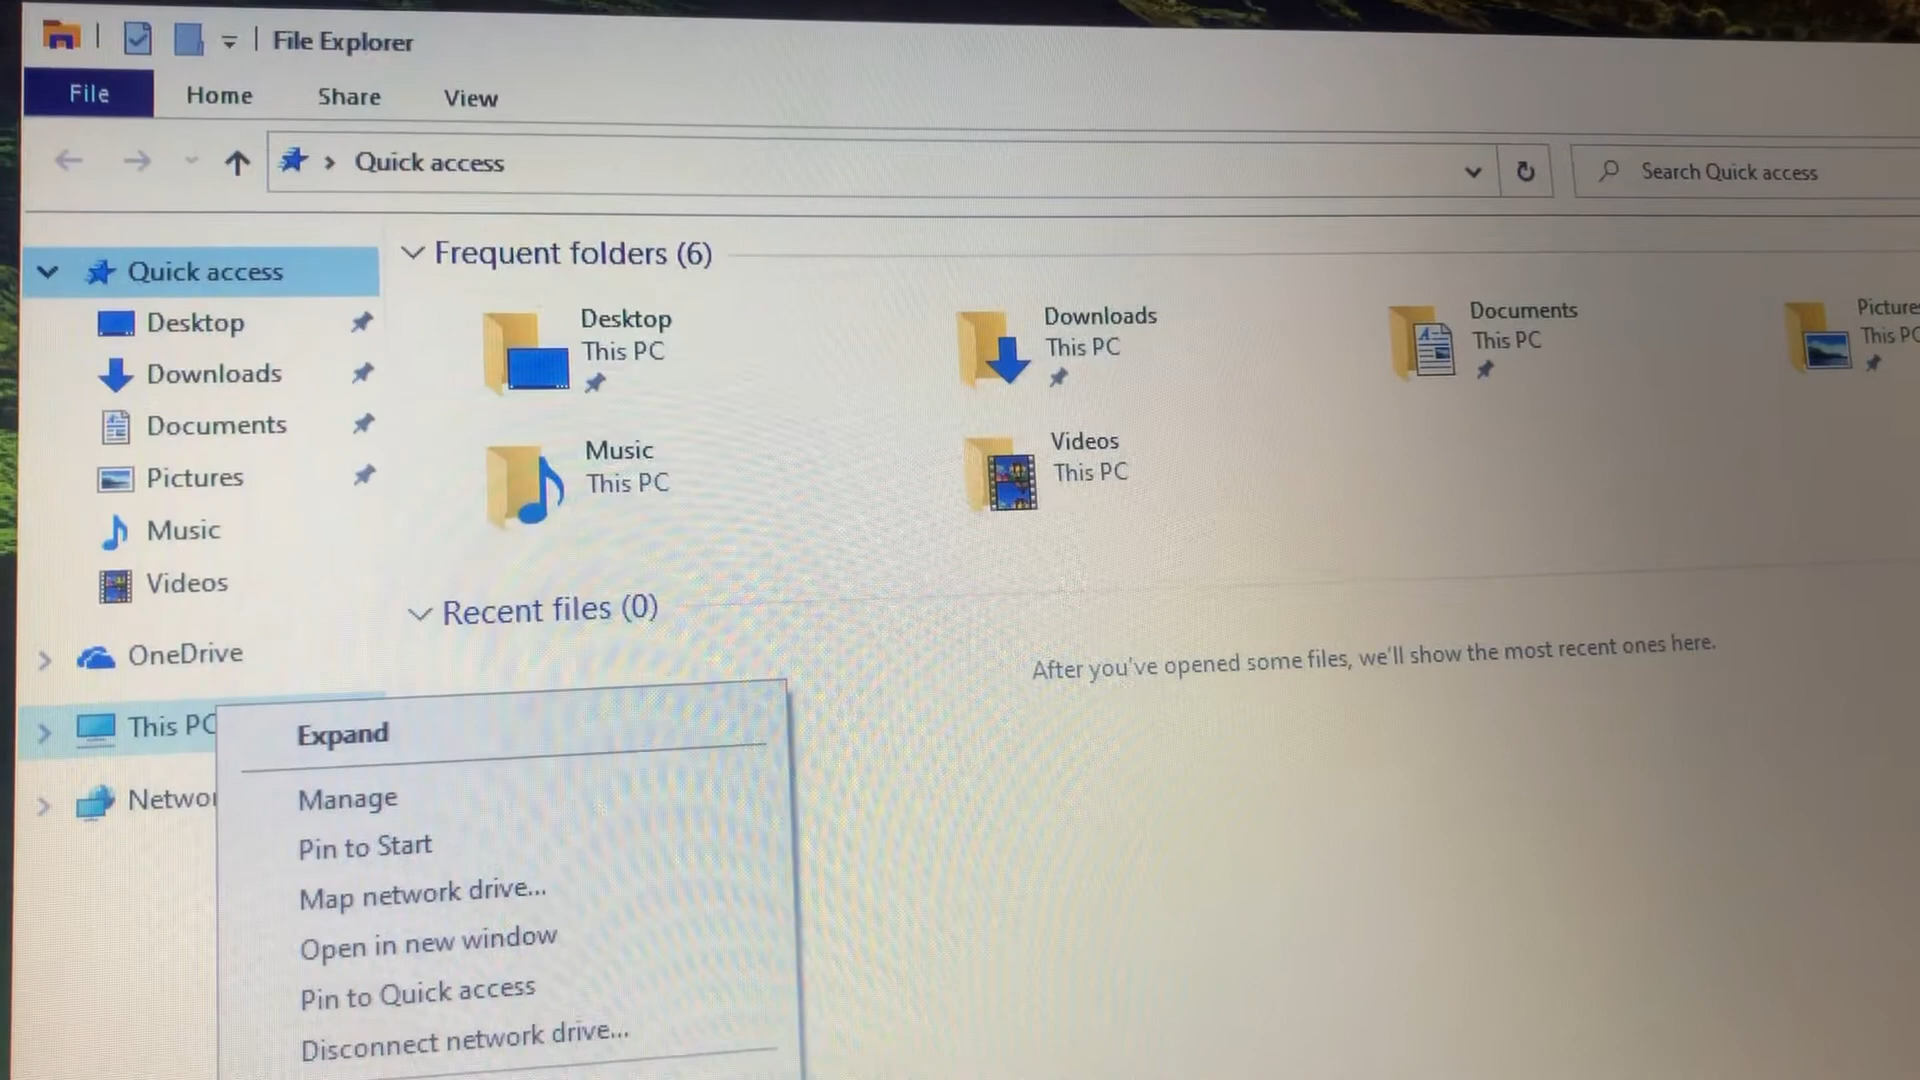 File Explorer
File Home Share View
Quick access
Search Quick access
Quick access
Desktop
Downloads
Documents
Pictures
Music
Videos
OneDrive
This PC
Networ
Frequent folders (6)
Desktop
This PC
Downloads
This PC
Documents
This PC
Picture
This PC
Music
This PC
Videos
This PC
Recent files (0)
After you've opened some files, we'll show the most recent ones here.
Expand
Manage
Pin to Start
Map network drive...
Open in new window
Pin to Quick access
Disconnect network drive...